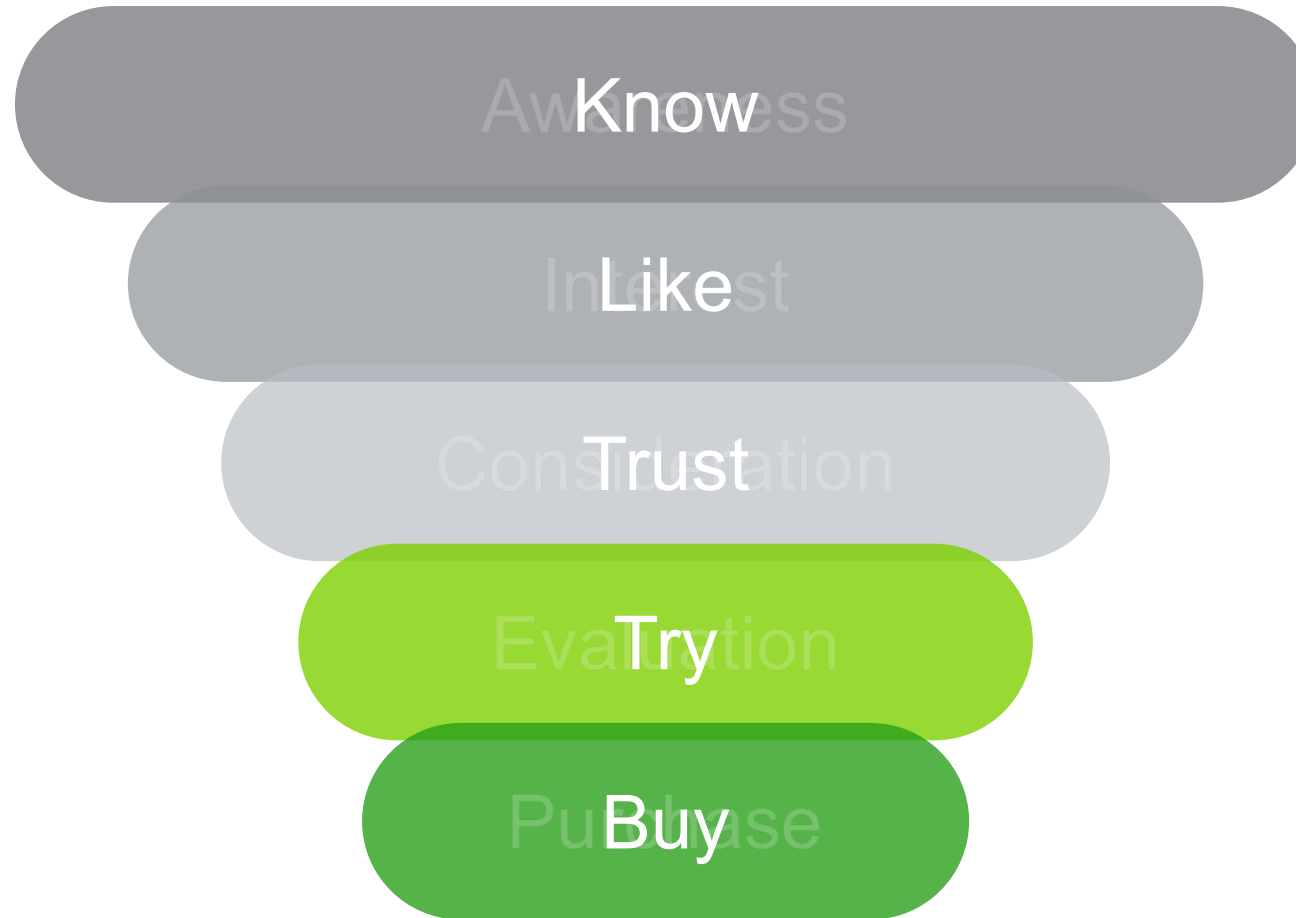 Awareness
Know
Interest
Like
Consideration
Trust
Evaluation
Try
Purchase
Buy